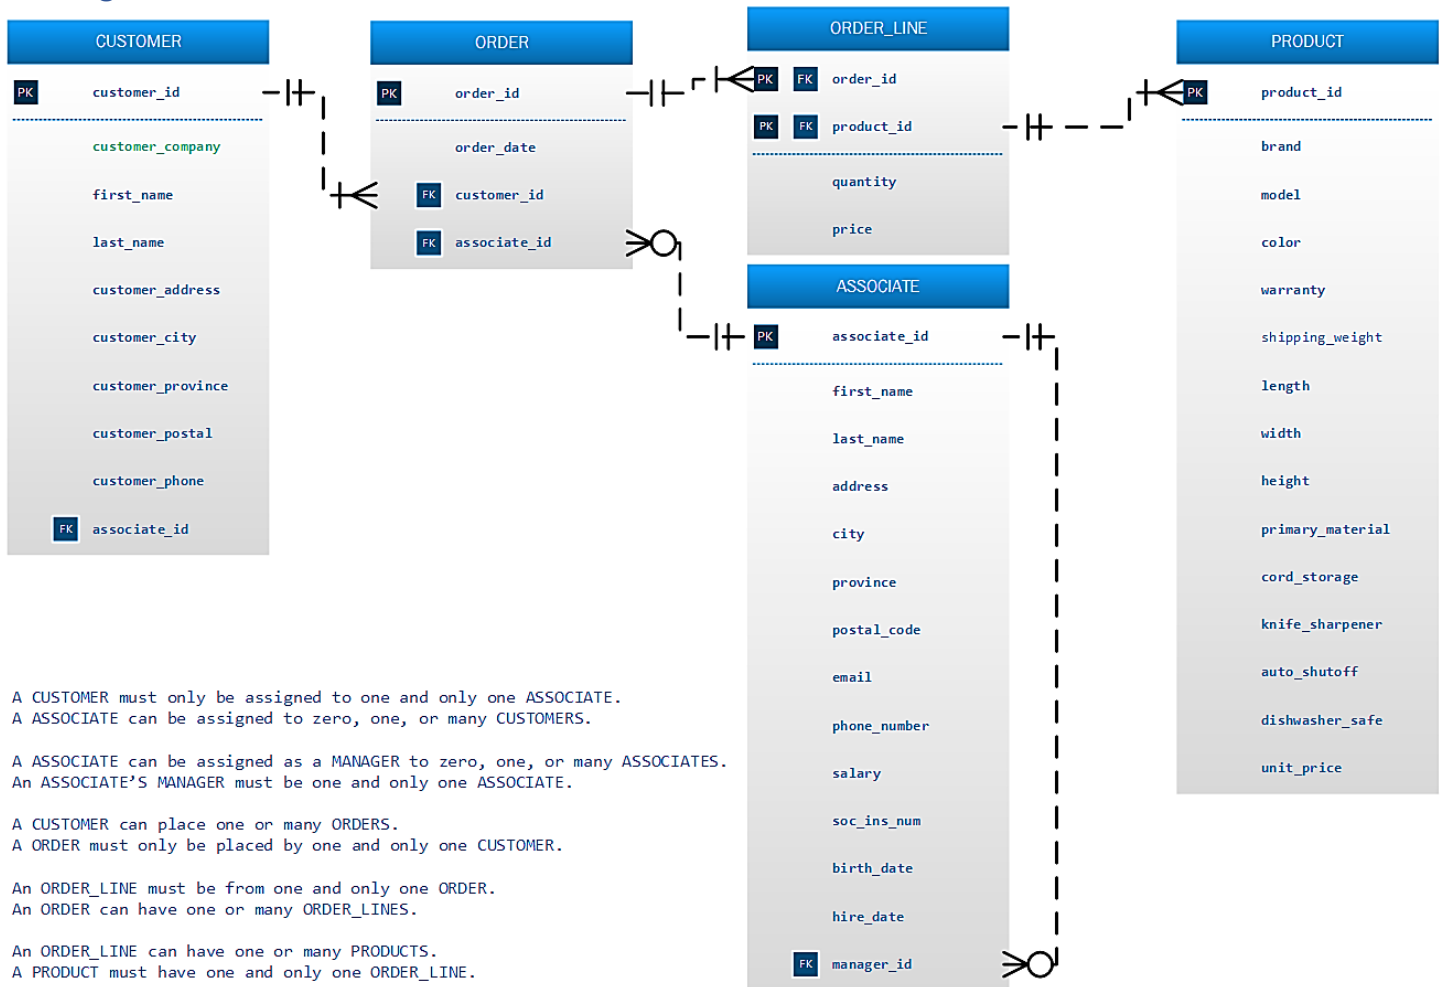 CUSTOMER
PK customer_id
customer_company
first_name
last_name
customer_address
customer_city
customer_province
customer_postal
customer_phone
FK associate_id
ORDER
PK order_id
order_date
FK customer_id
FK associate_id
ORDER_LINE
PK FK order_id
PK FK product_id
quantity
price
ASSOCIATE
PK associate_id
first_name
last_name
address
city
province
postal_code
email
phone_number
salary
soc_ins_num
birth_date
hire_date
FK manager_id
PRODUCT
PK product_id
brand
model
color
warranty
shipping_weight
length
width
height
primary_material
cord_storage
knife_sharpener
auto_shutoff
dishwasher_safe
unit_price
A CUSTOMER must only be assigned to one and only one ASSOCIATE.
A ASSOCIATE can be assigned to zero, one, or many CUSTOMERS.
A ASSOCIATE can be assigned as a MANAGER to zero, one, or many ASSOCIATES.
An ASSOCIATE’S MANAGER must be one and only one ASSOCIATE.
A CUSTOMER can place one or many ORDERS.
A ORDER must only be placed by one and only one CUSTOMER.
An ORDER_LINE must be from one and only one ORDER.
An ORDER can have one or many ORDER_LINES.
An ORDER_LINE can have one or many PRODUCTS.
A PRODUCT must have one and only one ORDER_LINE.